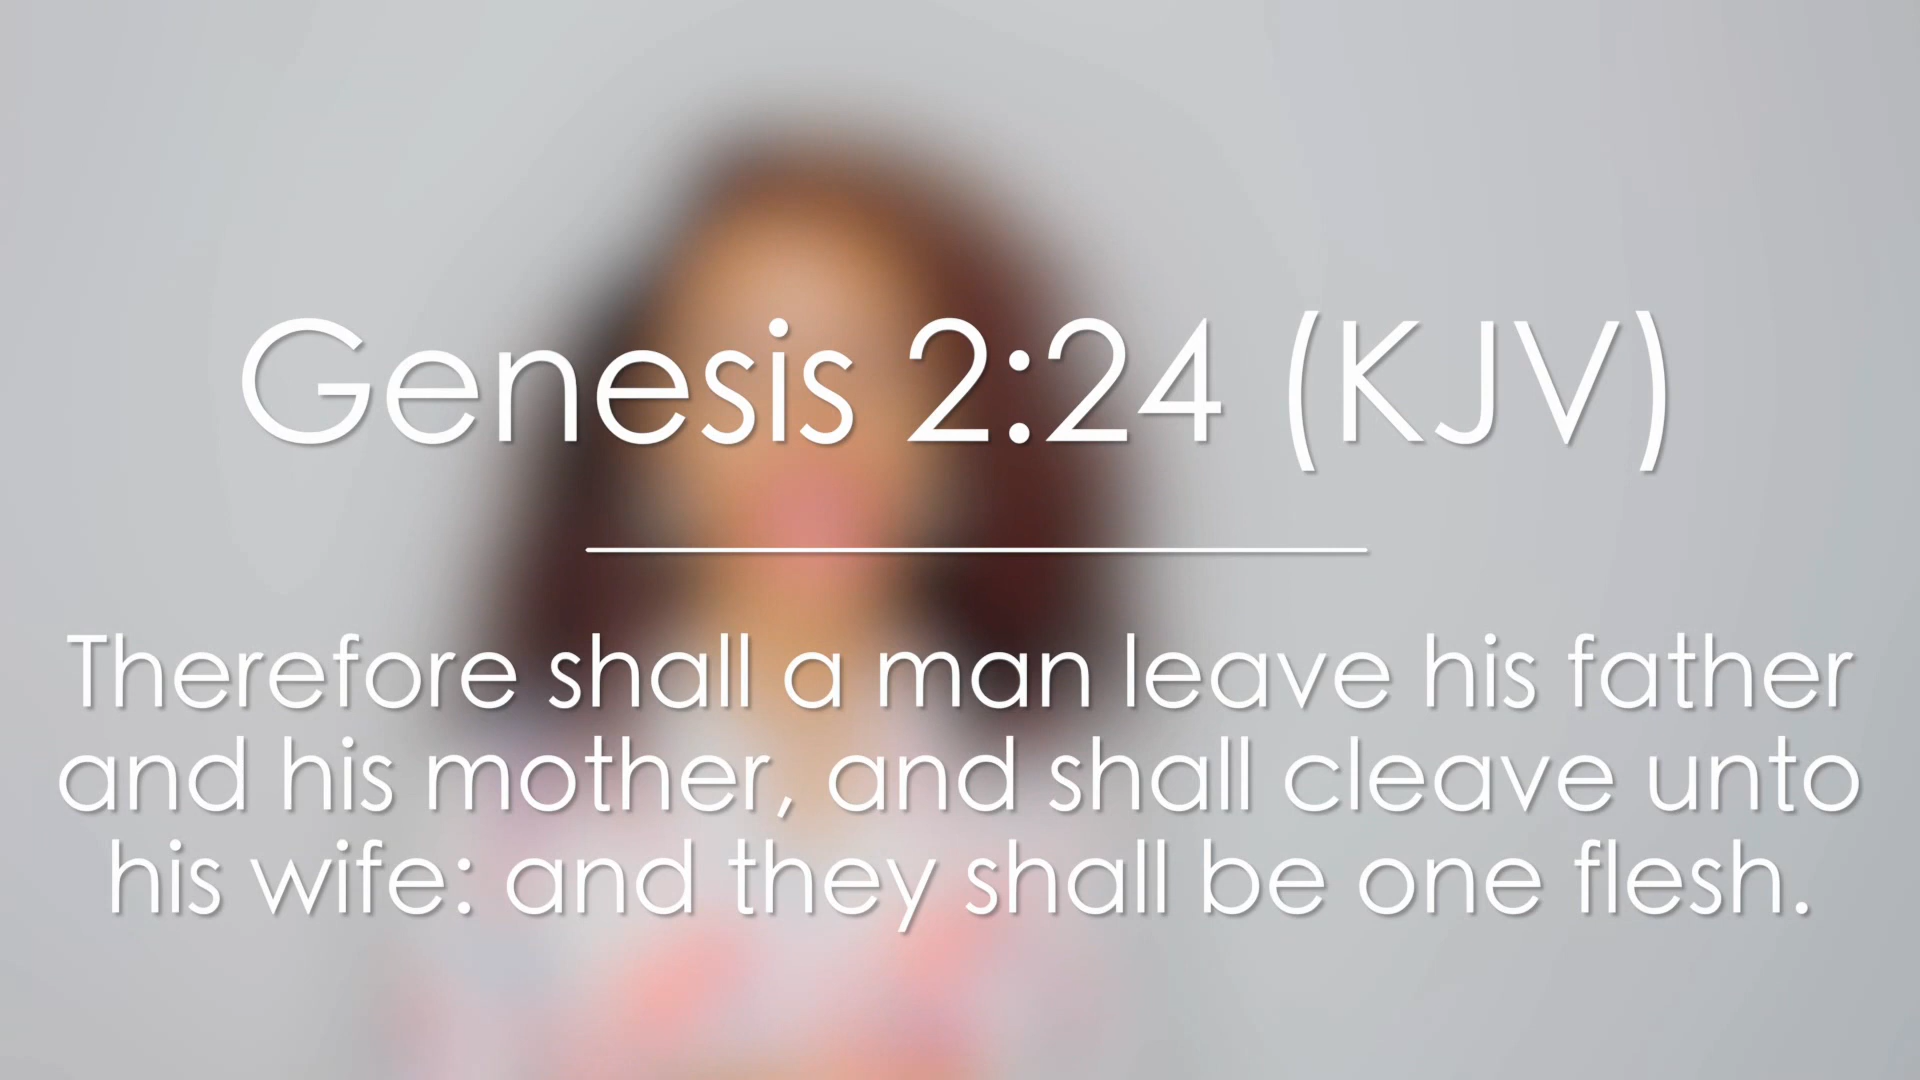 Genesis 2:24 (KJV)
Therefore shall a man leave his father
and his mother, and shall cleave unto
his wife: and they shall be one flesh.